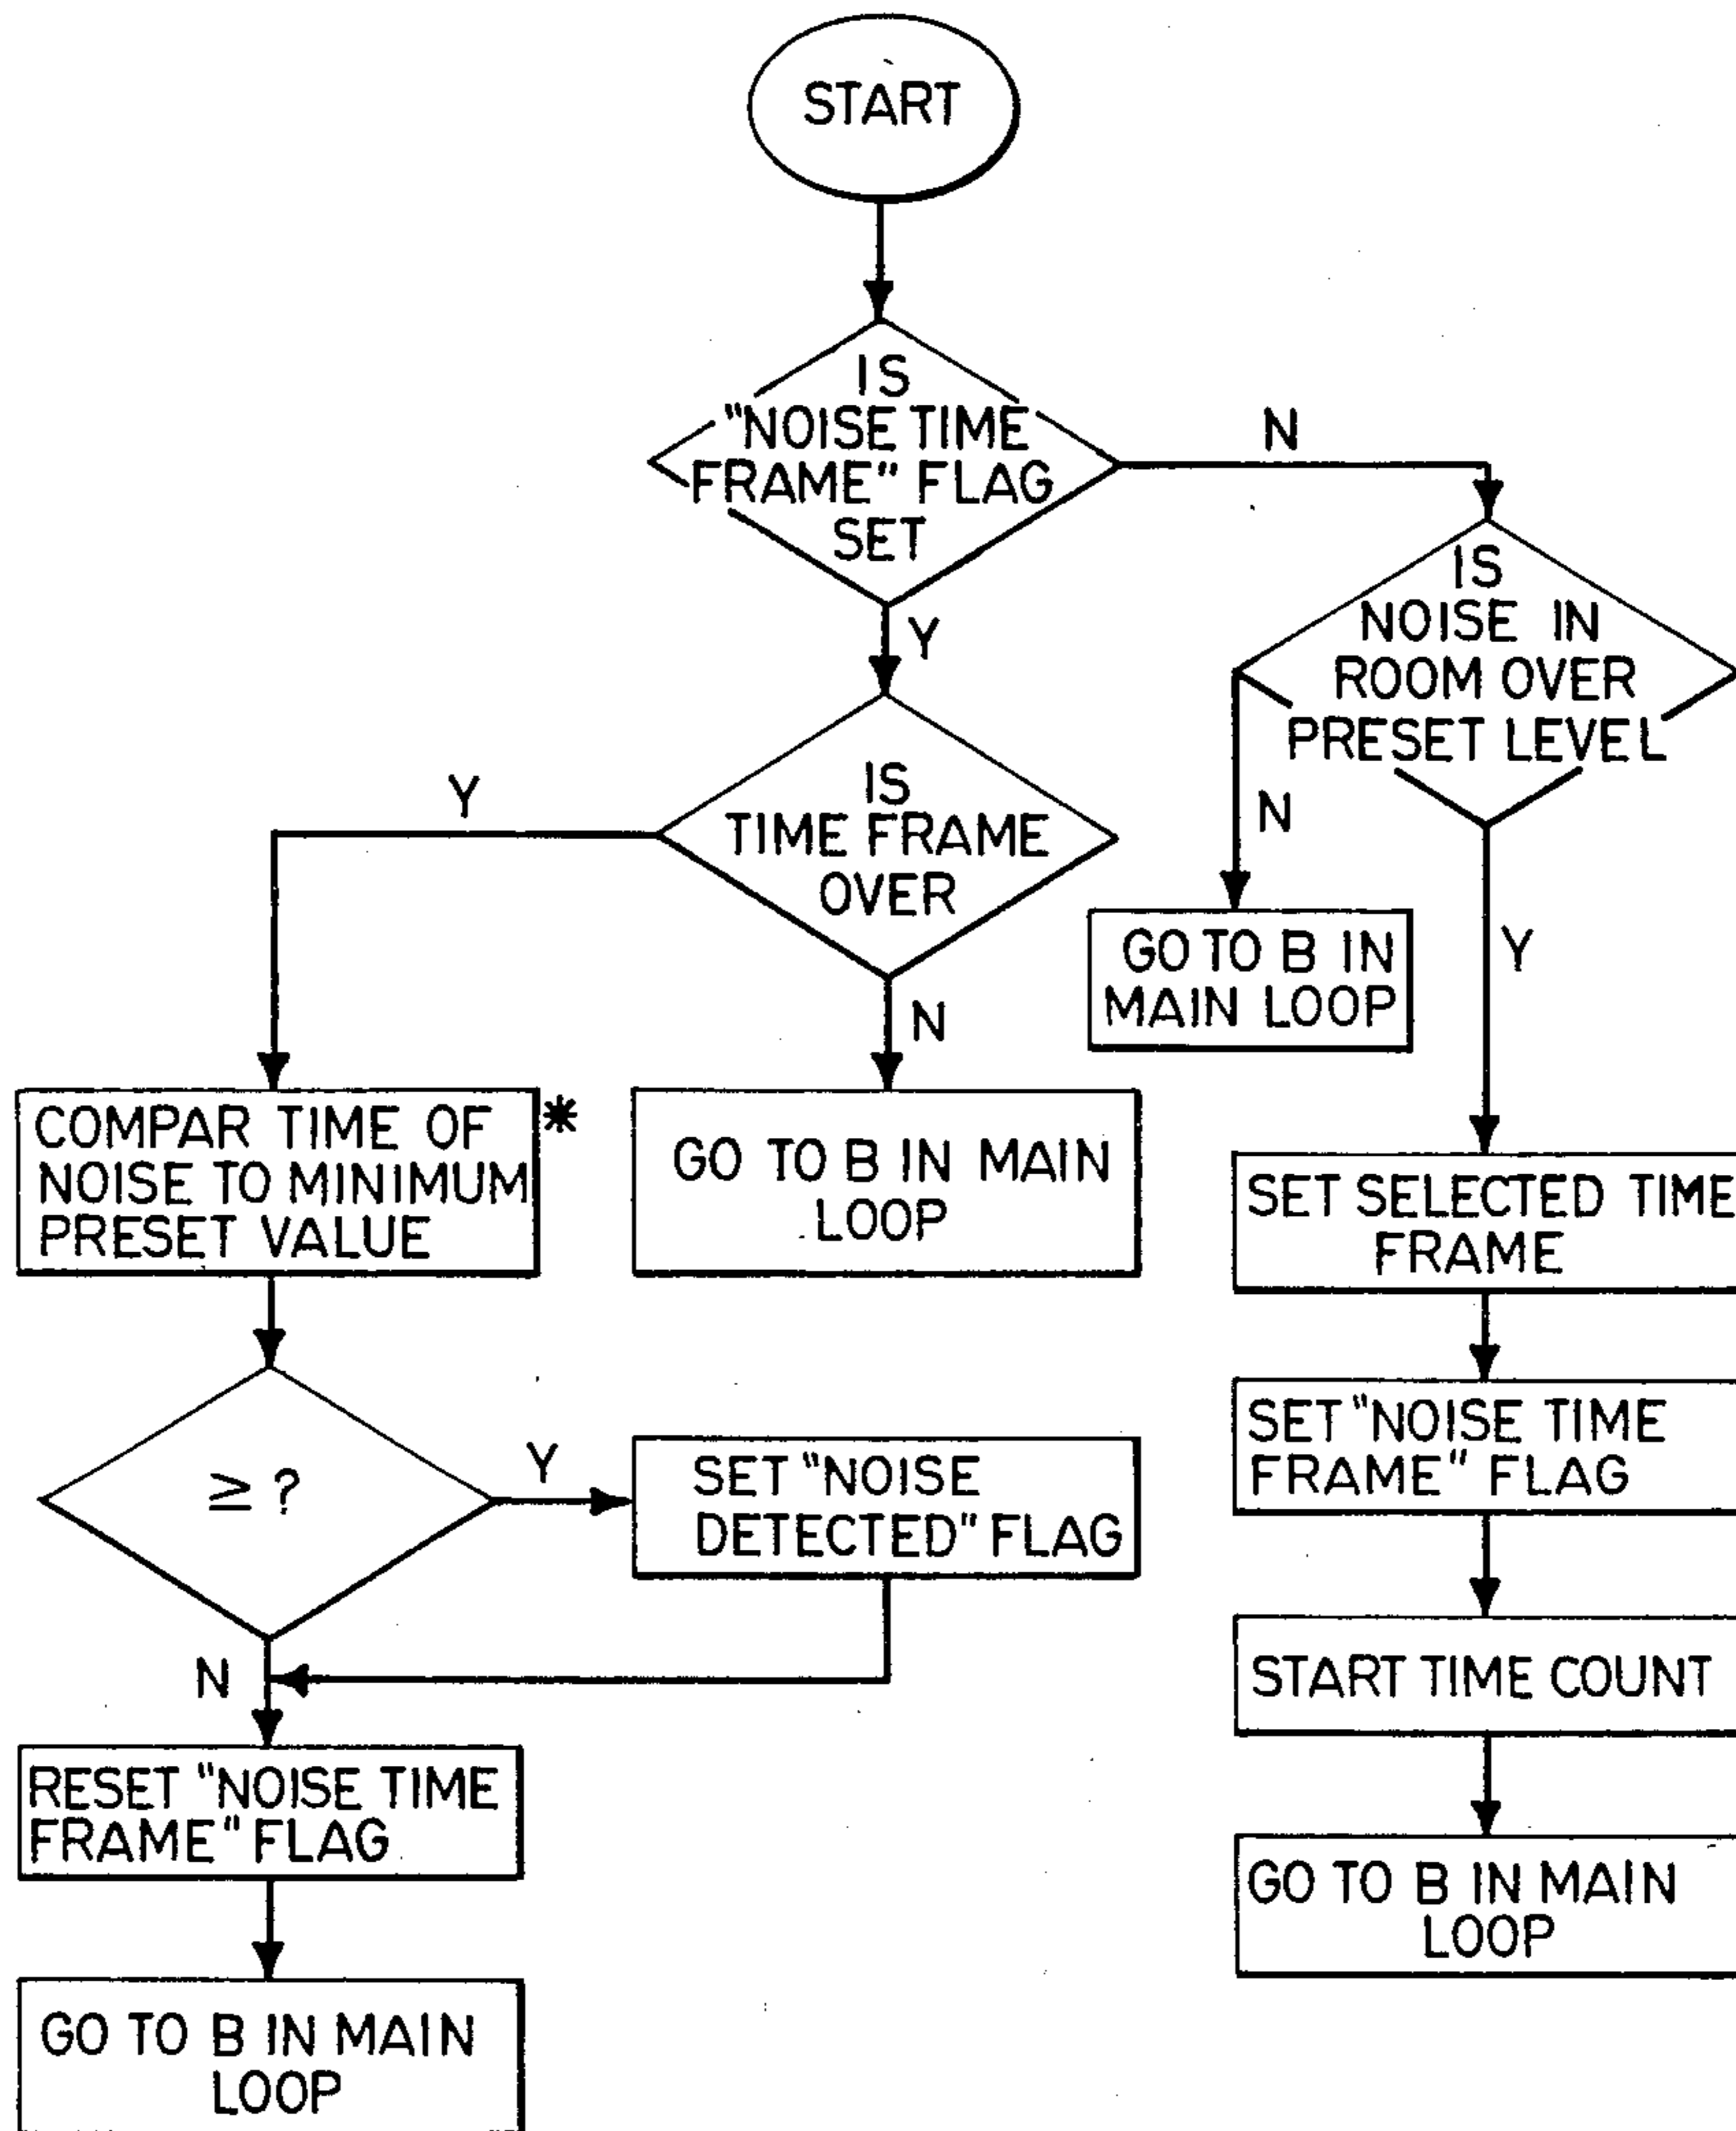 START
IS
"NOISE TIME
FRAME" FLAG
SET
N
Y
IS
NOISE IN
ROOM OVER
PRESET LEVEL
N
Y
GO TO B IN
MAIN LOOP
IS
TIME FRAME
OVER
Y
N
COMPAR TIME OF *
NOISE TO MINIMUM
PRESET VALUE
GO TO B IN MAIN
LOOP
SET SELECTED TIME
FRAME
≥ ?
Y
N
SET "NOISE
DETECTED" FLAG
SET "NOISE TIME
FRAME" FLAG
START TIME COUNT
RESET "NOISE TIME
FRAME" FLAG
GO TO B IN MAIN
LOOP
GO TO B IN MAIN
LOOP